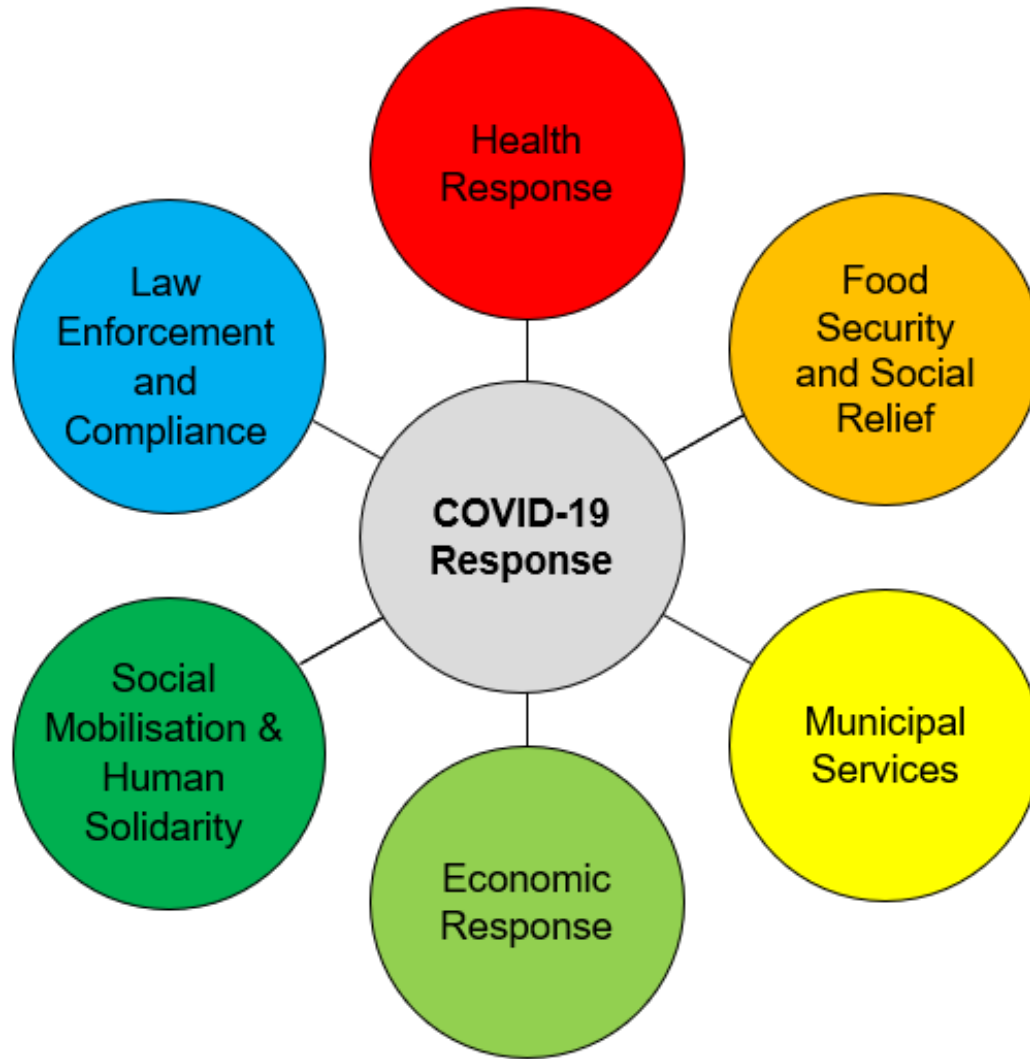 Health
Response
Food
Security
and Social
Relief
Municipal
Services
Economic
Response
Social
Mobilisation &
Human
Solidarity
Law
Enforcement
and
Compliance
COVID-19
Response